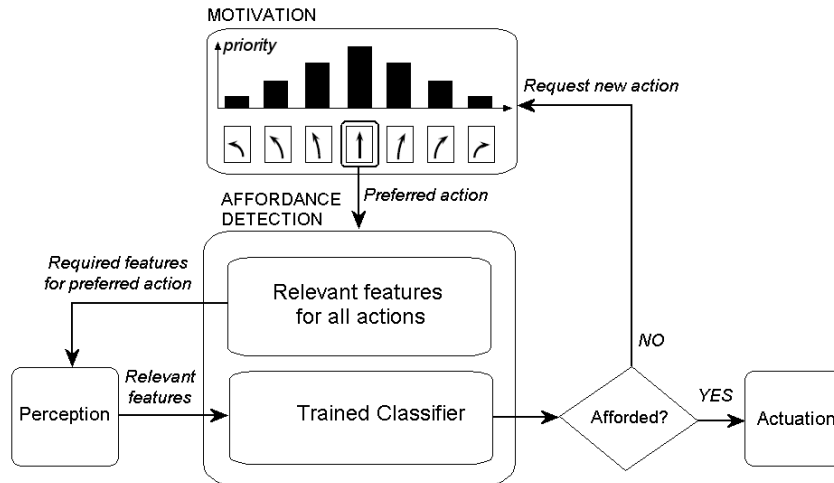 MOTIVATION
priority
Request new action
Preferred action
AFFORDANCE
DETECTION
Required features
for preferred action
Relevant features
for all actions
NO
Relevant
features
YES
Perception
Trained Classifier
Afforded?
Actuation